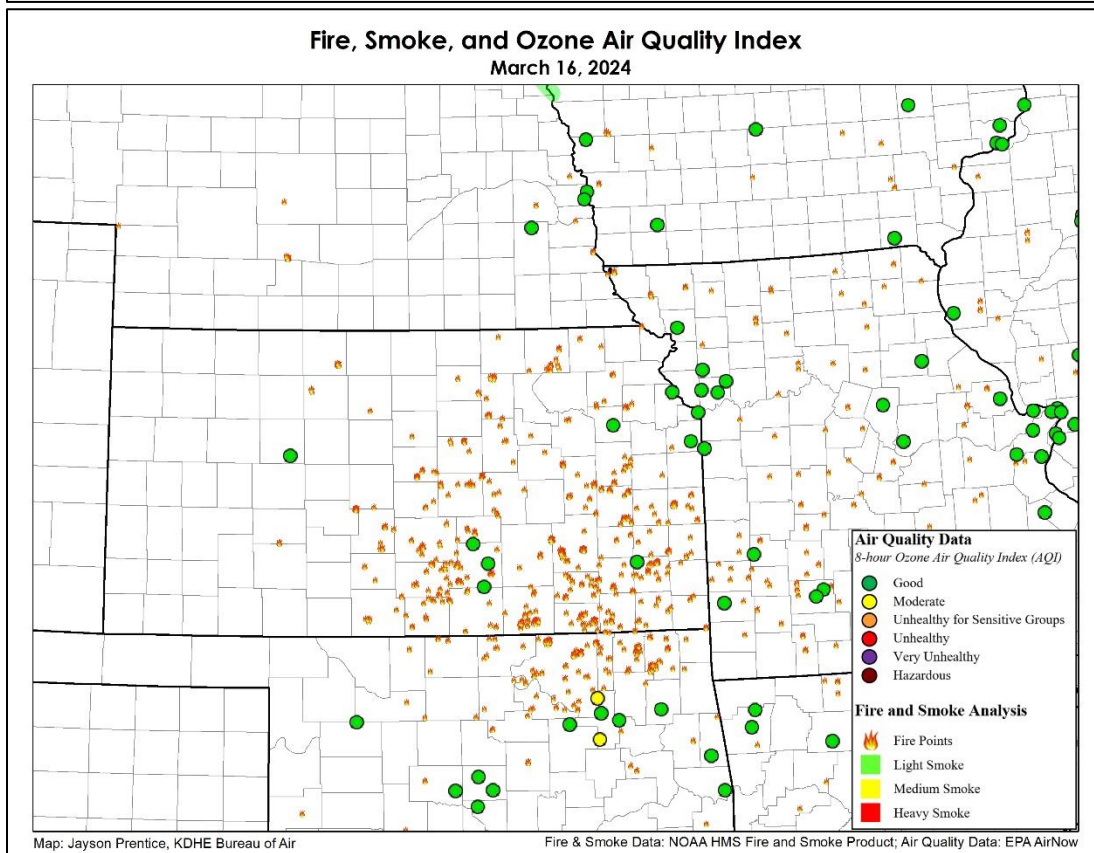 Fire, Smoke, and Ozone Air Quality Index
March 16, 2024
Air Quality Data
8-hour Ozone Air Quality Index (AQI)
Good
Moderate
Unhealthy for Sensitive Groups
Unhealthy
Very Unhealthy
Hazardous
Fire and Smoke Analysis
Fire Points
Light Smoke
Medium Smoke
Heavy Smoke
Map: Jayson Prentice, KDHE Bureau of Air
Fire & Smoke Data: NOAA HMS Fire and Smoke Product; Air Quality Data: EPA AirNow